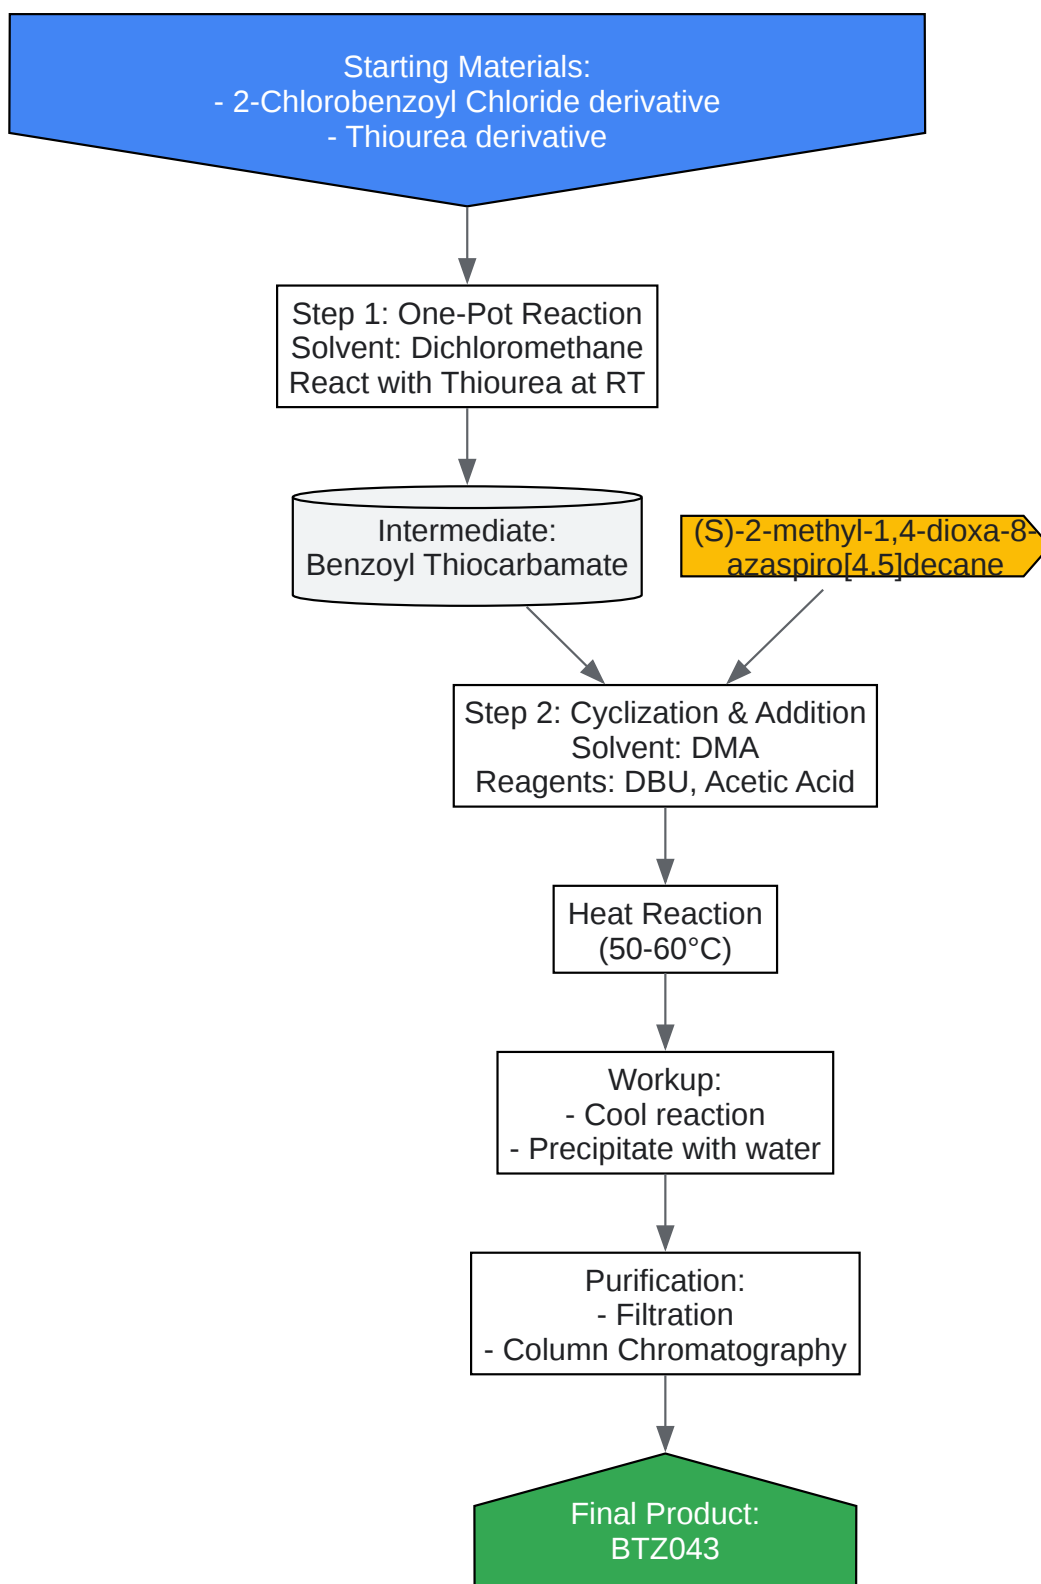 Starting Materials:
- 2-Chlorobenzoyl Chloride derivative
- Thiourea derivative
Step 1: One-Pot Reaction
Solvent: Dichloromethane
React with Thiourea at RT
Intermediate:
Benzoyl Thiocarbamate
(S)-2-methyl-1,4-dioxa-8-
azaspiro[4.5]decane
Step 2: Cyclization & Addition
Solvent: DMA
Reagents: DBU, Acetic Acid
Heat Reaction
(50-60°C)
Workup:
- Cool reaction
- Precipitate with water
Purification:
- Filtration
- Column Chromatography
Final Product:
BTZ043